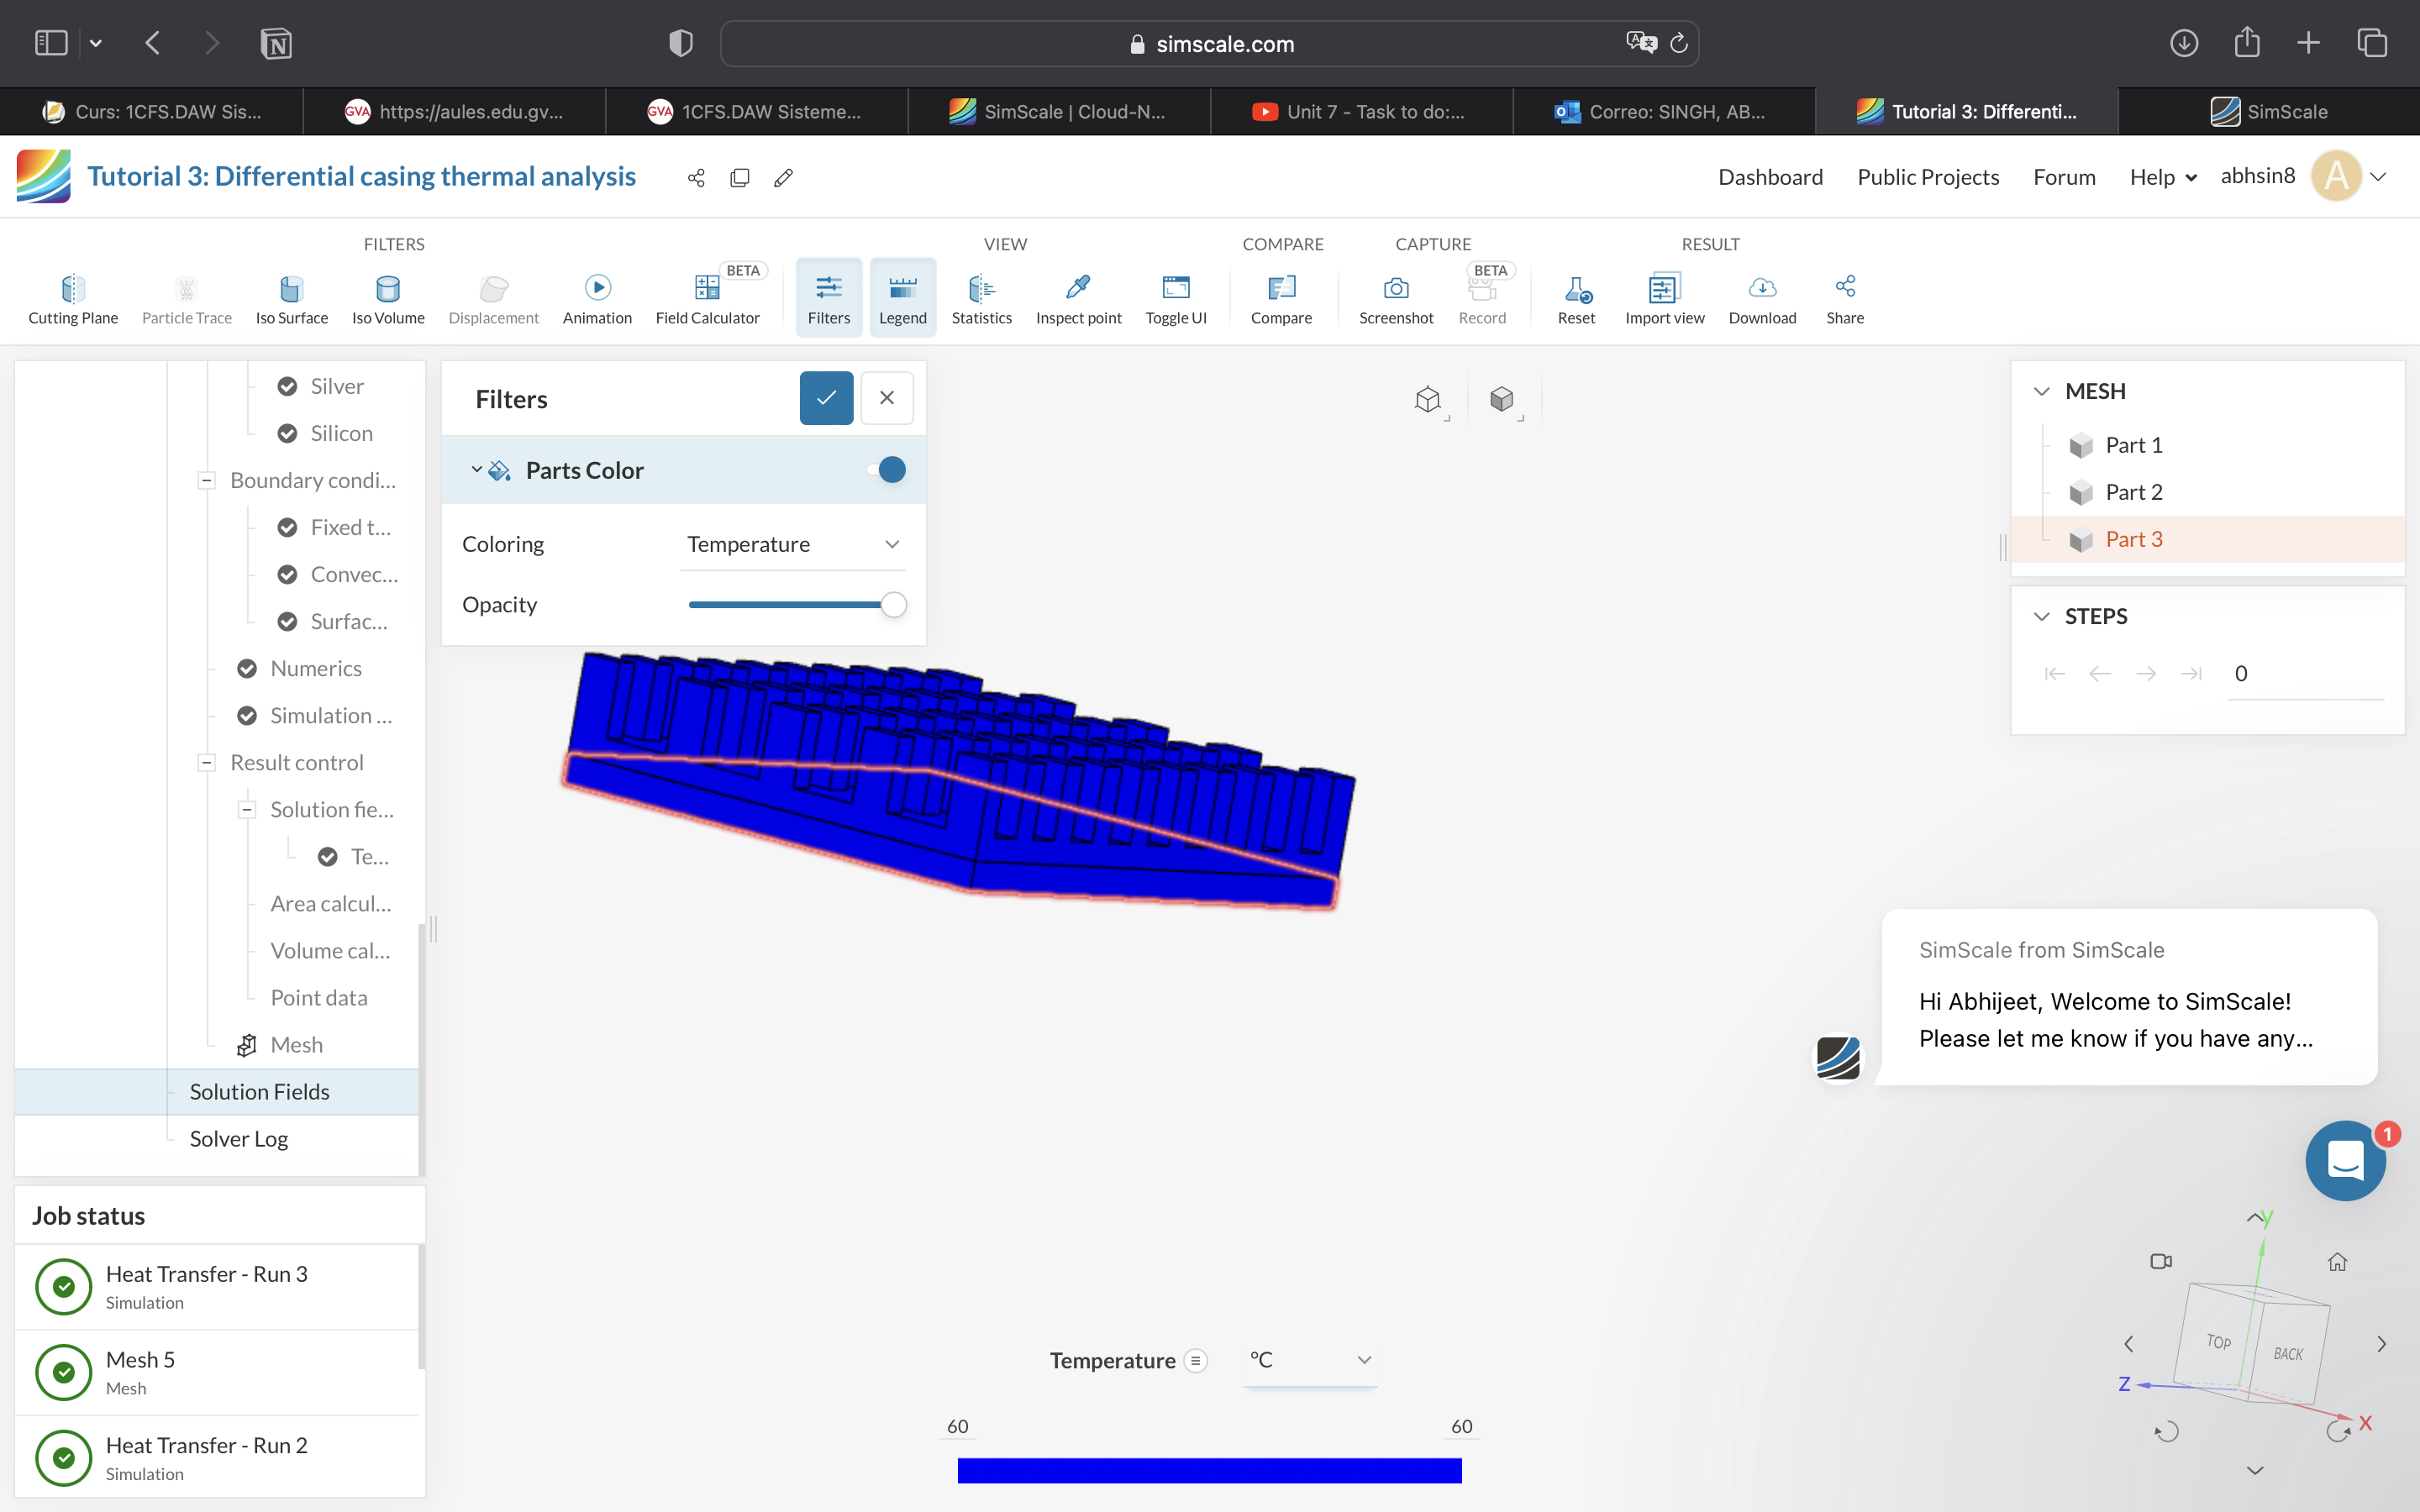 simscale.com
Curs: 1CFS.DAW Sis...
https://aules.edu.gv...
1CFS.DAW Sisteme...
SimScale | Cloud-N...
Unit 7 - Task to do:...
Correo: SINGH, AB...
Tutorial 3: Differenti...
SimScale
Tutorial 3: Differential casing thermal analysis
Dashboard
Public Projects
Forum
Help
abhsin8
A
FILTERS
VIEW
COMPARE
CAPTURE
RESULT
BETA
BETA
Cutting Plane
Particle Trace
Iso Surface
Iso Volume
Displacement
Animation
Field Calculator
Filters
Legend
Statistics
Inspect point
Toggle UI
Compare
Screenshot
Record
Reset
Import view
Download
Share
Silver
Silicon
Boundary condi...
Fixed t...
Convec...
Surfac...
Numerics
Simulation ...
Result control
Solution fie...
Te...
Area calcul...
Volume cal...
Point data
Mesh
Solution Fields
Solver Log
Job status
Heat Transfer - Run 3
Simulation
Mesh 5
Mesh
Heat Transfer - Run 2
Simulation
Filters
Parts Color
Coloring
Temperature
Opacity
MESH
Part 1
Part 2
Part 3
STEPS
0
SimScale from SimScale
Hi Abhijeet, Welcome to SimScale!
Please let me know if you have any...
1
Temperature
°C
60
60
y
TOP
BACK
Z
X